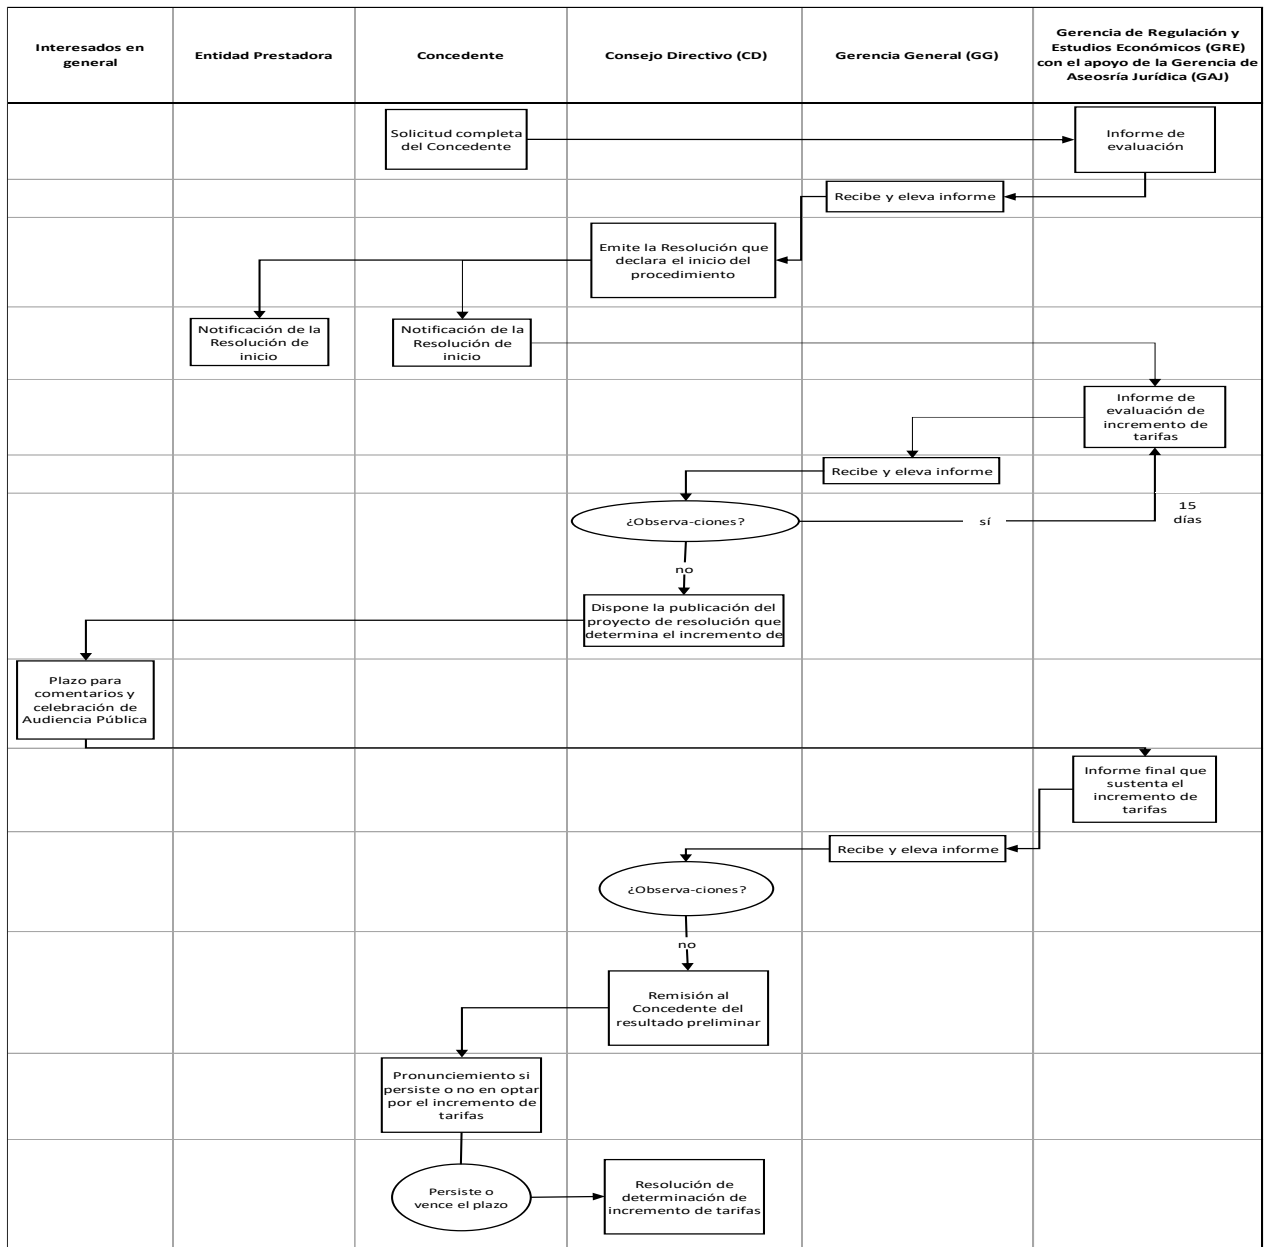 Interesados en
general
Entidad Prestadora
Concedente
Consejo Directivo (CD)
Gerencia General (GG)
Gerencia de Regulación y
Estudios Económicos (GRE)
con el apoyo de la Gerencia de
Aseosría Jurídica (GAJ)
Solicitud completa
del Concedente
Informe de
evaluación
Recibe y eleva informe
Emite la Resolución que
declara el inicio del
procedimiento
Notificación de la
Resolución de
inicio
Notificación de la
Resolución de
inicio
Informe de
evaluación de
incremento de
tarifas
Recibe y eleva informe
¿Observa-ciones?
sí
15
días
no
Dispone la publicación del
proyecto de resolución que
determina el incremento de
Plazo para
comentarios y
celebración de
Audiencia Pública
Informe final que
sustenta el
incremento de
tarifas
Recibe y eleva informe
¿Observa-ciones?
no
Remisión al
Concedente del
resultado preliminar
Pronunciemiento si
persiste o no en optar
por el incremento de
tarifas
Persiste o
vence el plazo
Resolución de
determinación de
incremento de tarifas